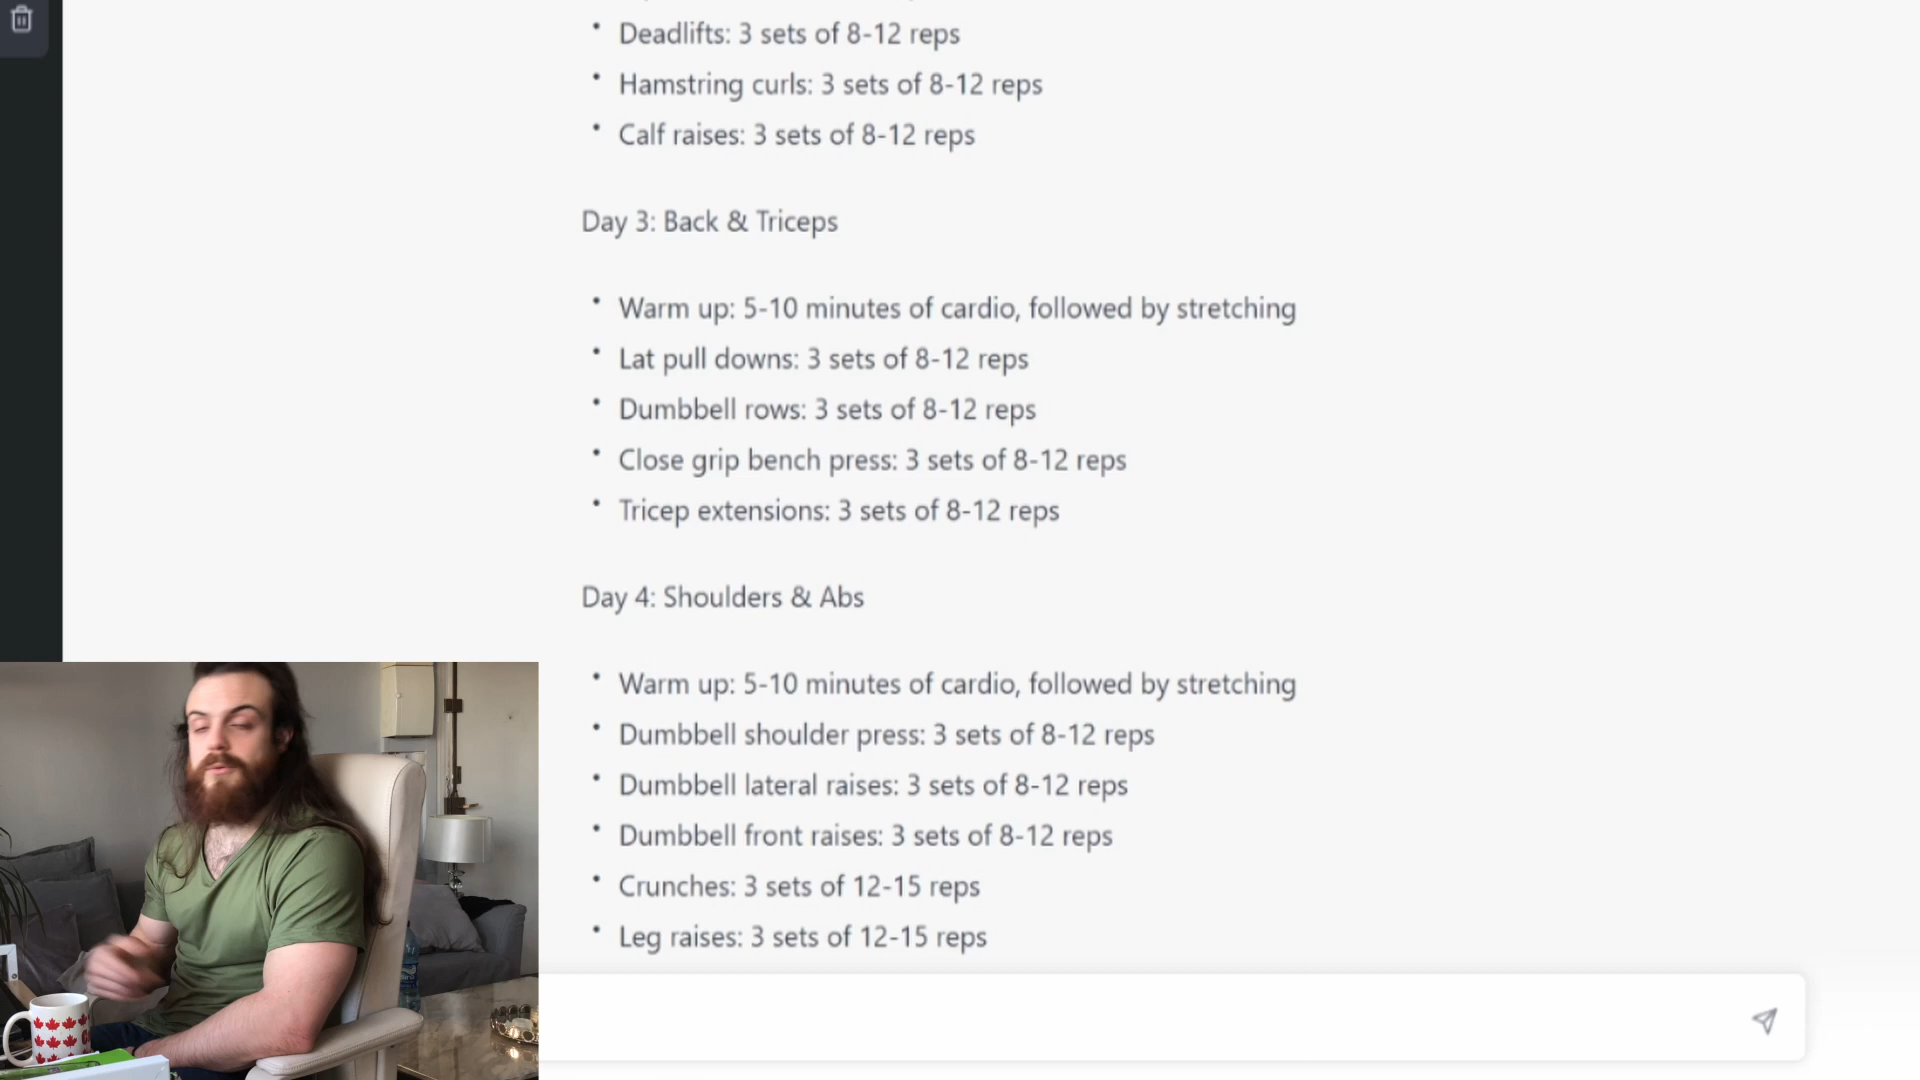 Deadlifts: 3 sets of 8-12 reps
Hamstring curls: 3 sets of 8-12 reps
Calf raises: 3 sets of 8-12 reps
Day 3: Back & Triceps
Warm up: 5-10 minutes of cardio, followed by stretching
Lat pull downs: 3 sets of 8-12 reps
Dumbbell rows: 3 sets of 8-12 reps
Close grip bench press: 3 sets of 8-12 reps
Tricep extensions: 3 sets of 8-12 reps
Day 4: Shoulders & Abs
Warm up: 5-10 minutes of cardio, followed by stretching
Dumbbell shoulder press: 3 sets of 8-12 reps
Dumbbell lateral raises: 3 sets of 8-12 reps
Dumbbell front raises: 3 sets of 8-12 reps
Crunches: 3 sets of 12-15 reps
Leg raises: 3 sets of 12-15 reps